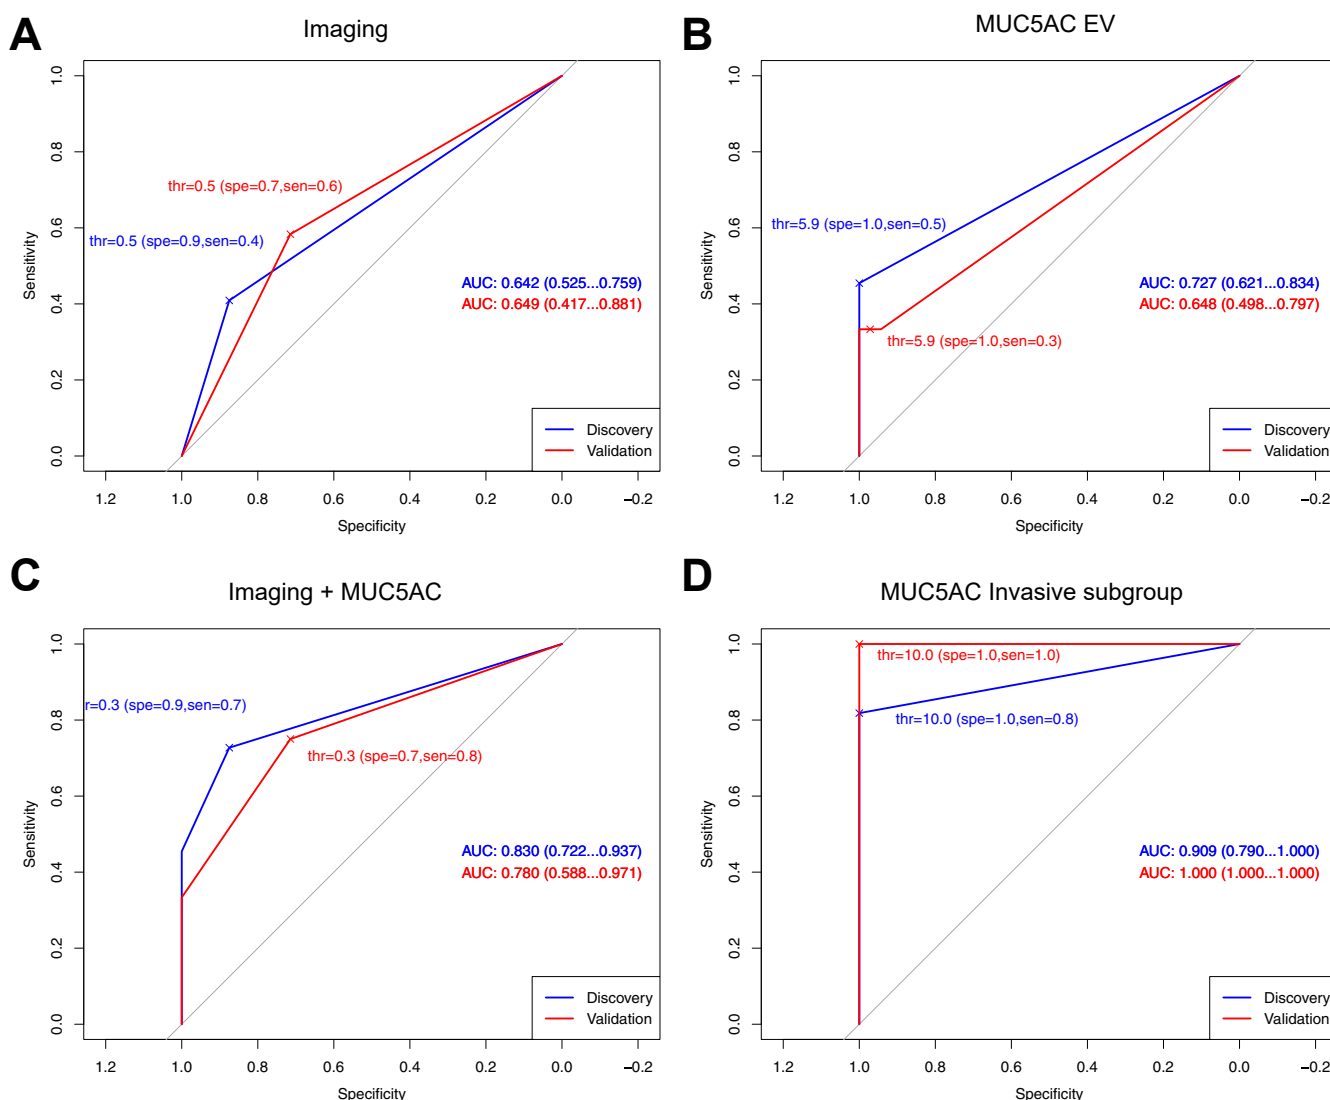 A
Imaging
1.0
0.8
0.6
0.4
0.2
0.0
Sensitivity
thr=0.5 (spe=0.7,sen=0.6)
thr=0.5 (spe=0.9,sen=0.4)
AUC: 0.642 (0.525...0.759)
AUC: 0.649 (0.417...0.881)
Discovery
Validation
1.2 1.0 0.8 0.6 0.4 0.2 0.0 −0.2
Specificity
B
MUC5AC EV
1.0
0.8
0.6
0.4
0.2
0.0
Sensitivity
thr=5.9 (spe=1.0,sen=0.5)
AUC: 0.727 (0.621...0.834)
AUC: 0.648 (0.498...0.797)
thr=5.9 (spe=1.0,sen=0.3)
Discovery
Validation
1.2 1.0 0.8 0.6 0.4 0.2 0.0 −0.2
Specificity
C
Imaging + MUC5AC
1.0
0.8
0.6
0.4
0.2
0.0
Sensitivity
r=0.3 (spe=0.9,sen=0.7)
thr=0.3 (spe=0.7,sen=0.8)
AUC: 0.830 (0.722...0.937)
AUC: 0.780 (0.588...0.971)
Discovery
Validation
1.2 1.0 0.8 0.6 0.4 0.2 0.0 −0.2
Specificity
D
MUC5AC Invasive subgroup
1.0
0.8
0.6
0.4
0.2
0.0
Sensitivity
thr=10.0 (spe=1.0,sen=1.0)
thr=10.0 (spe=1.0,sen=0.8)
AUC: 0.909 (0.790...1.000)
AUC: 1.000 (1.000...1.000)
Discovery
Validation
1.2 1.0 0.8 0.6 0.4 0.2 0.0 −0.2
Specificity